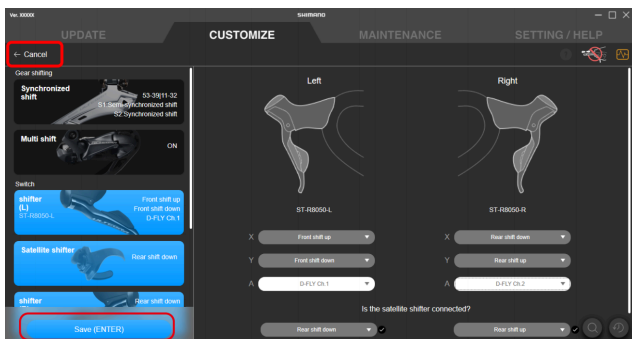 Ver. XXXXX
SHIMANO
UPDATE
CUSTOMIZE
MAINTENANCE
SETTING / HELP
← Cancel
Gear shifting
Synchronized
shift
53-39|11-32
S1.Semi-synchronized shift
S2.Synchronized shift
Multi shift
ON
Switch
shifter
(L)
ST-R8050-L
Front shift up
Front shift down
D-FLY Ch.1
Satellite shifter
Rear shift down
shifter
Rear shift down
Save (ENTER)
Left
Right
ST-R8050-L
ST-R8050-R
X Front shift up
X Rear shift down
Y Front shift down
Y Rear shift up
A D-FLY Ch.1
A D-FLY Ch.2
Is the satellite shifter connected?
Rear shift down
Rear shift up